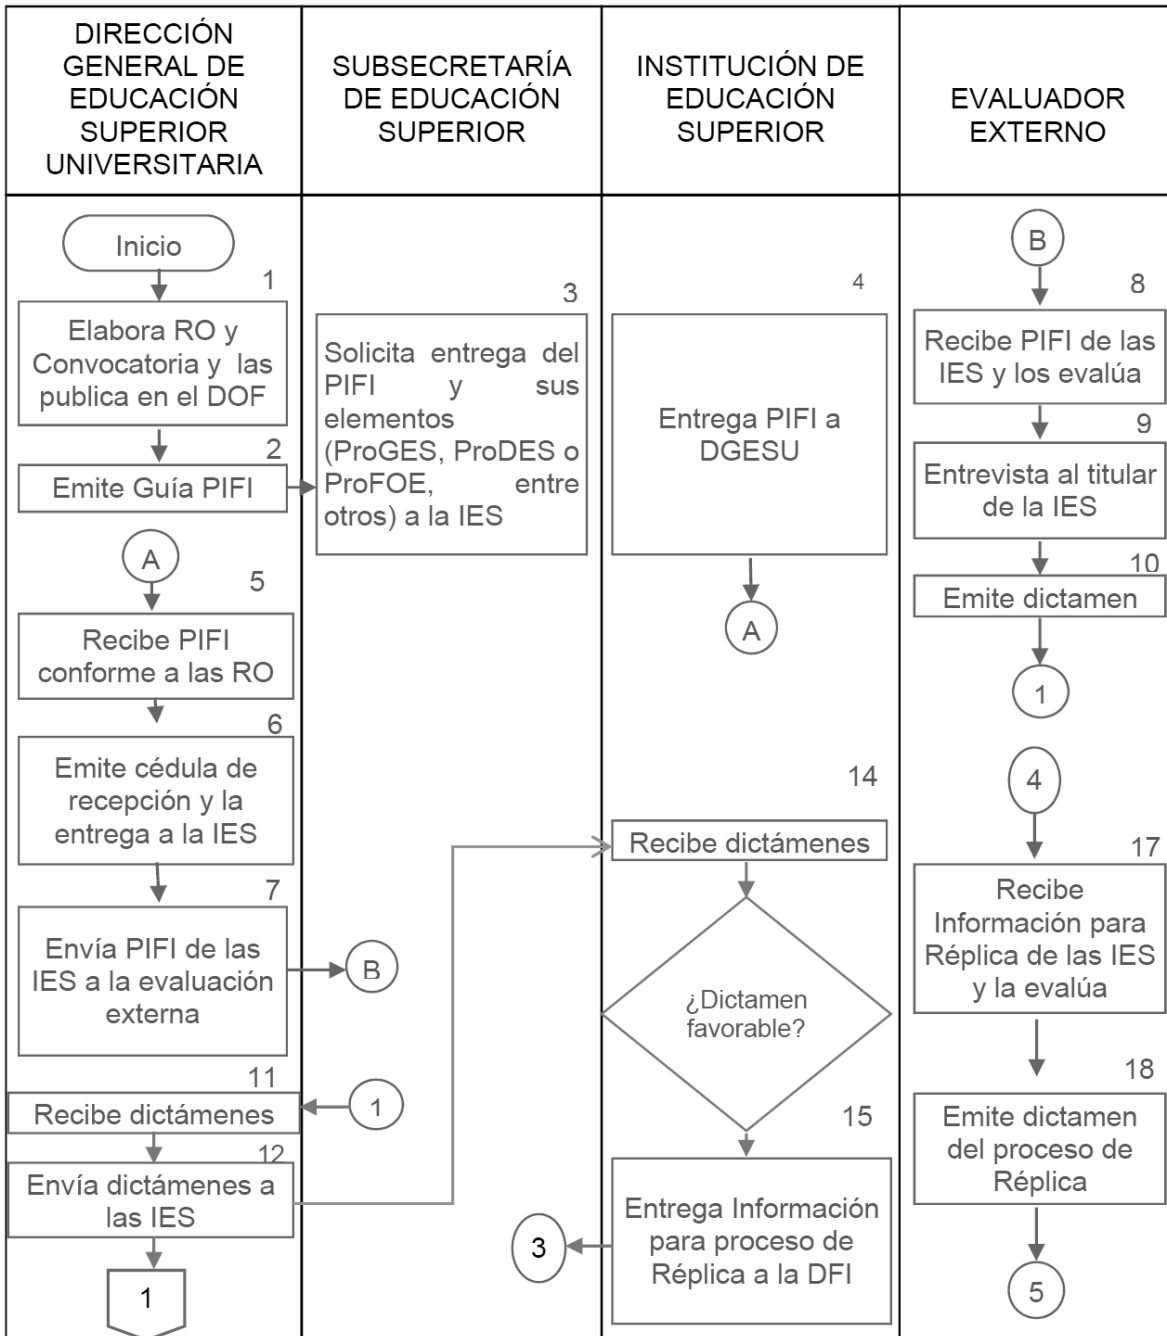 DIRECCIÓN
GENERAL DE
EDUCACIÓN
SUPERIOR
UNIVERSITARIA
SUBSECRETARÍA
DE EDUCACIÓN
SUPERIOR
INSTITUCIÓN DE
EDUCACIÓN
SUPERIOR
EVALUADOR
EXTERNO
Inicio
1
Elabora RO y
Convocatoria y las
publica en el DOF
2
Emite Guía PIFI
A
5
Recibe PIFI
conforme a las RO
6
Emite cédula de
recepción y la
entrega a la IES
7
Envía PIFI de las
IES a la evaluación
externa
B
11
Recibe dictámenes
1
12
Envía dictámenes a
las IES
1
3
Solicita entrega del
PIFI y sus
elementos
(ProGES, ProDES o
ProFOE, entre
otros) a la IES
4
Entrega PIFI a
DGESU
A
14
Recibe dictámenes
¿Dictamen
favorable?
15
Entrega Información
para proceso de
Réplica a la DFI
3
B
8
Recibe PIFI de las
IES y los evalúa
9
Entrevista al titular
de la IES
10
Emite dictamen
1
4
17
Recibe
Información para
Réplica de las IES
y la evalúa
18
Emite dictamen
del proceso de
Réplica
5